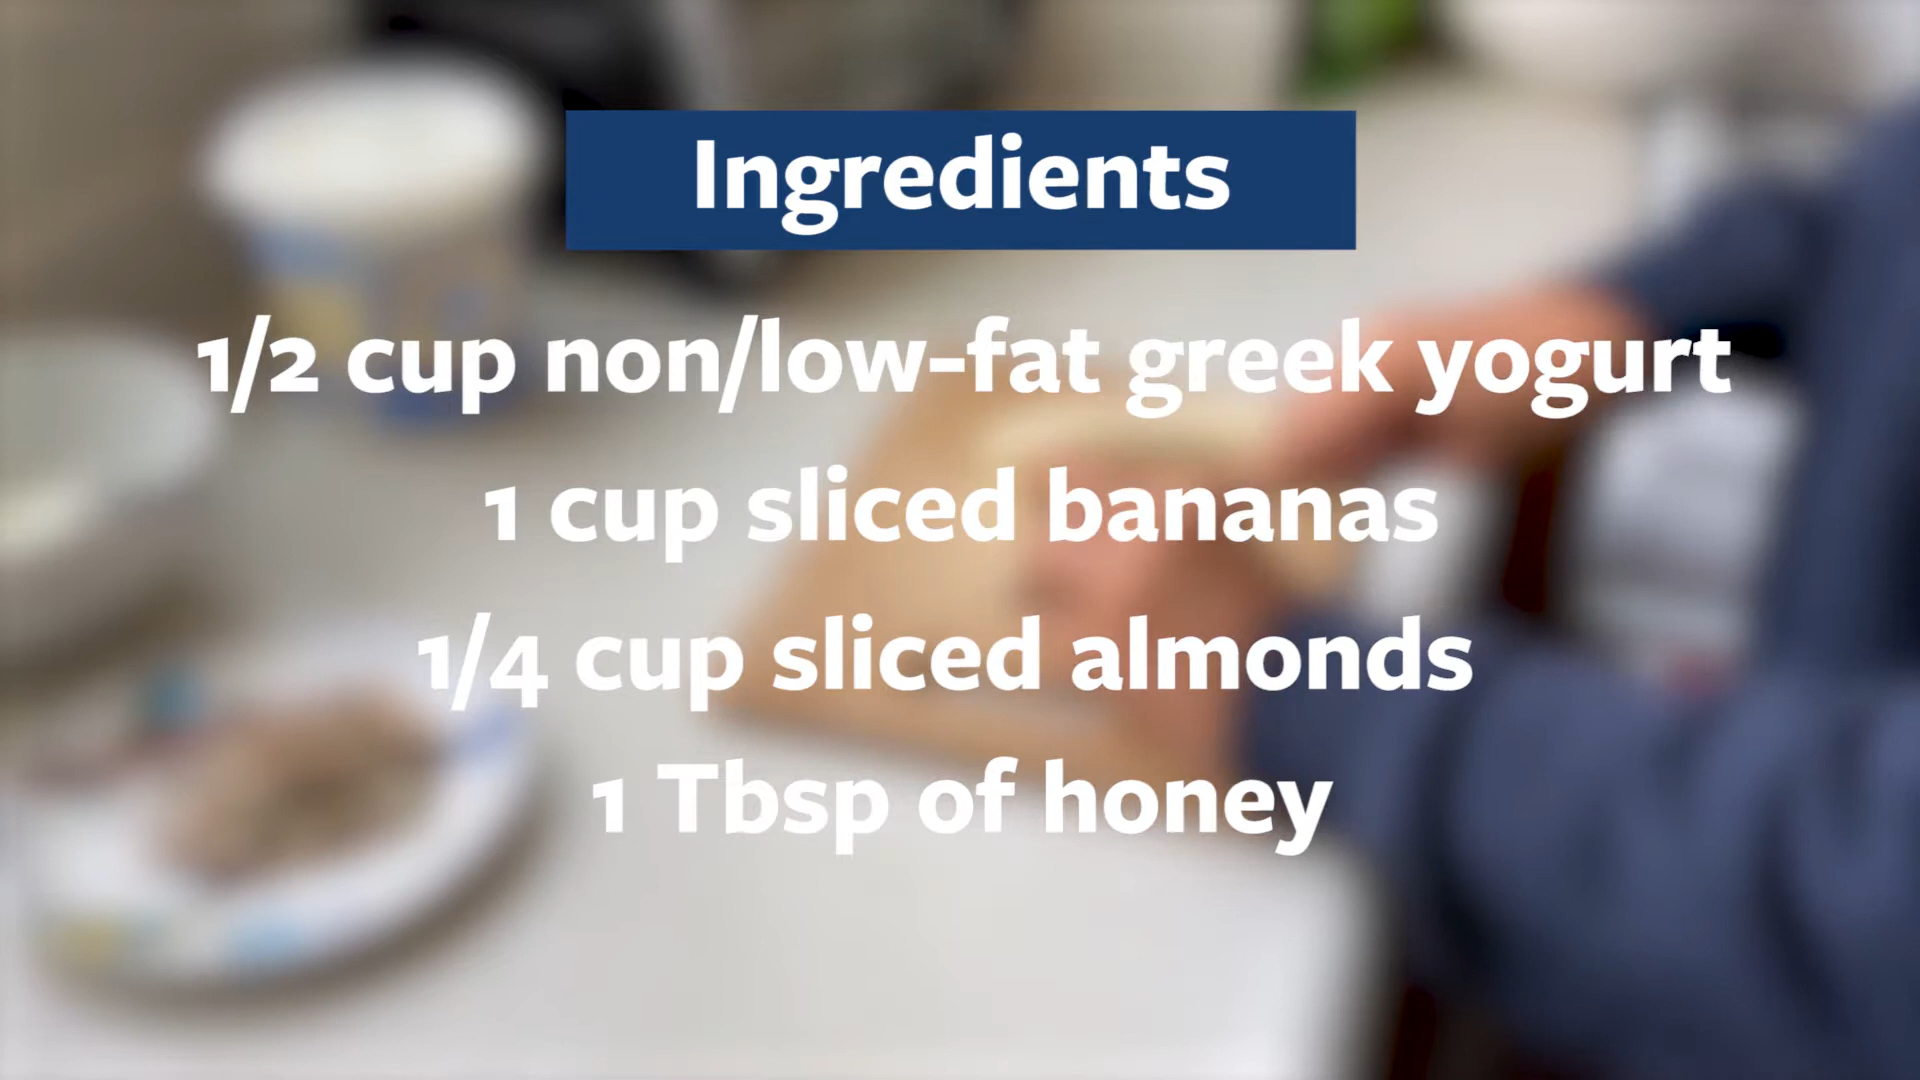 Ingredients
1/2 cup non/low-fat greek yogurt
1 cup sliced bananas
1/4 cup sliced almonds
1 Tbsp of honey